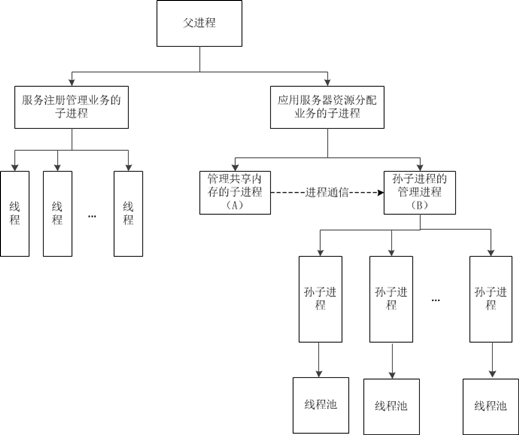 父进程
服务注册管理业务的
子进程
应用服务器资源分配
业务的子进程
线程
线程
...
线程
管理共享内
存的子进程
（A）
进程通信
孙子进程的
管理进程
（B）
孙子进
程
孙子进
程
...
孙子进
程
线程池
线程池
线程池